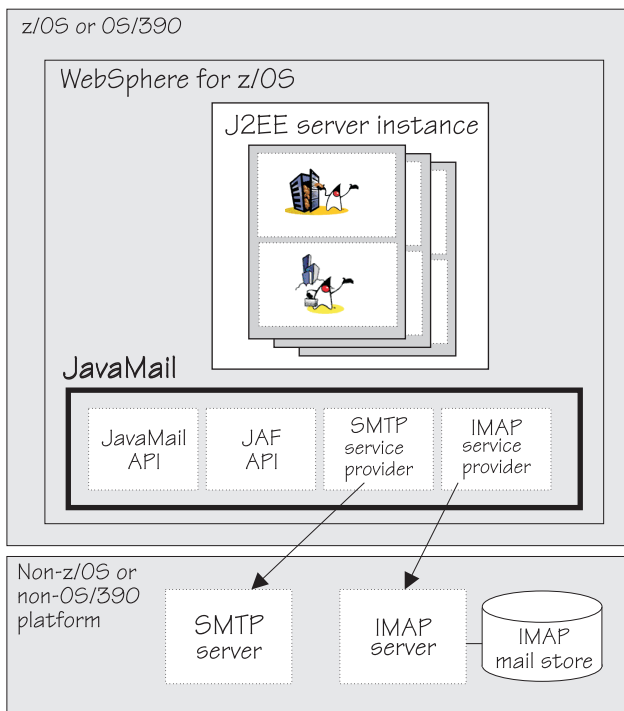 z/OS or OS/390
WebSphere for z/OS
J2EE server instance
JavaMail
JavaMail
API
JAF
API
SMTP
service
provider
IMAP
service
provider
Non-z/OS or
non-OS/390
platform
SMTP
server
IMAP
server
IMAP
mail store